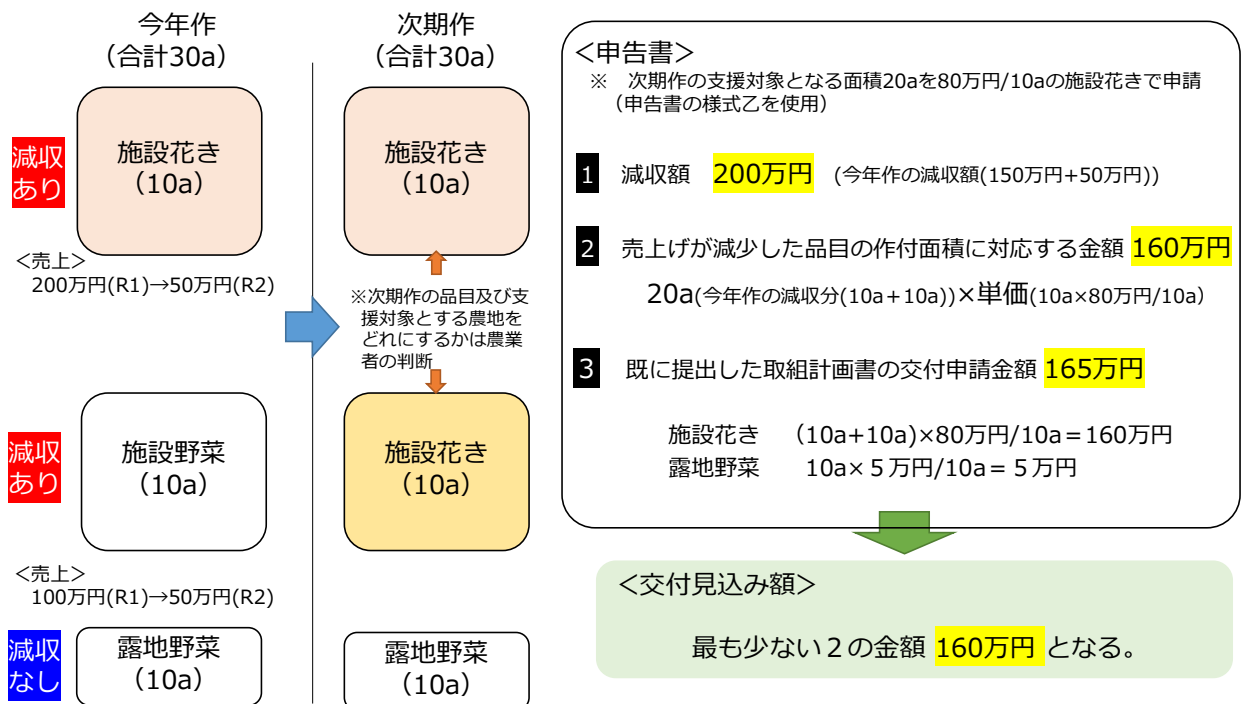 今年作
（合計30a）
次期作
（合計30a）
減収
あり
施設花き
（10a）
施設花き
（10a）
＜売上＞
200万円(R1)→50万円(R2)
※次期作の品目及び支
援対象とする農地を
どれにするかは農業
者の判断
減収
あり
施設野菜
（10a）
施設花き
（10a）
＜売上＞
100万円(R1)→50万円(R2)
減収
なし
露地野菜
（10a）
露地野菜
（10a）
＜申告書＞
※　次期作の支援対象となる面積20aを80万円/10aの施設花きで申請
（申告書の様式乙を使用）
1　減収額　200万円　(今年作の減収額(150万円+50万円))
2　売上げが減少した品目の作付面積に対応する金額 160万円
20a(今年作の減収分(10a＋10a))×単価(10a×80万円/10a）
3　既に提出した取組計画書の交付申請金額 165万円
施設花き　（10a+10a)×80万円/10a＝160万円
露地野菜　10a×５万円/10a＝５万円
＜交付見込み額＞
最も少ない２の金額 160万円 となる。